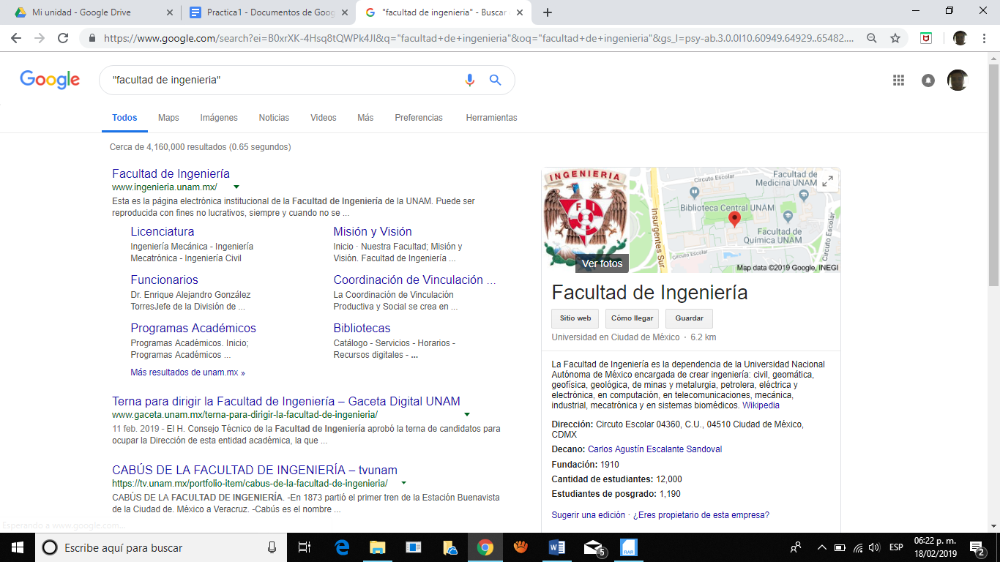 Mi unidad - Google Drive
Practica1 - Documentos de Goog
"facultad de ingenieria" - Buscar
https://www.google.com/search?ei=B0xrXK-4Hsq8tQWPk4JI&q="facultad+de+ingenieria"&oq="facultad+de+ingenieria"&gs_l=psy-ab.3.0.0l10.60949.64929..65482....
Google
"facultad de ingenieria"
Todos Maps Imágenes Noticias Videos Más Preferencias Herramientas
Cerca de 4,160,000 resultados (0.65 segundos)
Facultad de Ingeniería
www.ingenieria.unam.mx/
Esta es la página electrónica institucional de la Facultad de Ingeniería de la UNAM. Puede ser
reproducida con fines no lucrativos, siempre y cuando no se ...
Licenciatura
Ingeniería Mecánica - Ingeniería
Mecatrónica - Ingeniería Civil
Misión y Visión
Inicio · Nuestra Facultad; Misión y
Visión. Facultad de Ingeniería ...
Funcionarios
Dr. Enrique Alejandro González
TorresJefe de la División de ...
Coordinación de Vinculación ...
La Coordinación de Vinculación
Productiva y Social se crea en ...
Programas Académicos
Programas Académicos. Inicio;
Programas Académicos ...
Bibliotecas
Catálogo - Servicios - Horarios -
Recursos digitales - ...
Más resultados de unam.mx »
Terna para dirigir la Facultad de Ingeniería – Gaceta Digital UNAM
www.gaceta.unam.mx/terna-para-dirigir-la-facultad-de-ingenieria/
11 feb. 2019 - El H. Consejo Técnico de la Facultad de Ingeniería aprobó la terna de candidatos para
ocupar la Dirección de esta entidad académica, la que ...
CABÚS DE LA FACULTAD DE INGENIERÍA – tvunam
https://tv.unam.mx/portfolio-item/cabus-de-la-facultad-de-ingenieria/
CABÚS DE LA FACULTAD DE INGENIERÍA. -En 1873 partió el primer tren de la Estación Buenavista
de la Ciudad de. México a Veracruz. -Cabús es el nombre ...
Esperando a www.google.com...
INGENIERIA
F I
Ver fotos
Circuito Escolar
Facultad de
Medicina UNAM
Biblioteca Central UNAM
Insurgentes Sur
Facultad de
Química UNAM
Circuito Escolar
Circuito Escolar
Map data ©2019 Google, INEGI
Facultad de Ingeniería
Sitio web Cómo llegar Guardar
Universidad en Ciudad de México · 6.2 km
La Facultad de Ingeniería es la dependencia de la Universidad Nacional
Autónoma de México encargada de crear ingeniería: civil, geomática,
geofísica, geológica, de minas y metalurgia, petrolera, eléctrica y
electrónica, en computación, en telecomunicaciones, mecánica,
industrial, mecatrónica y en sistemas biomédicos. Wikipedia
Dirección: Circuto Escolar 04360, C.U., 04510 Ciudad de México,
CDMX
Decano: Carlos Agustín Escalante Sandoval
Fundación: 1910
Cantidad de estudiantes: 12,000
Estudiantes de posgrado: 1,190
Sugerir una edición · ¿Eres propietario de esta empresa?
Escribe aquí para buscar
RAR
5
ESP
06:22 p. m.
18/02/2019
2